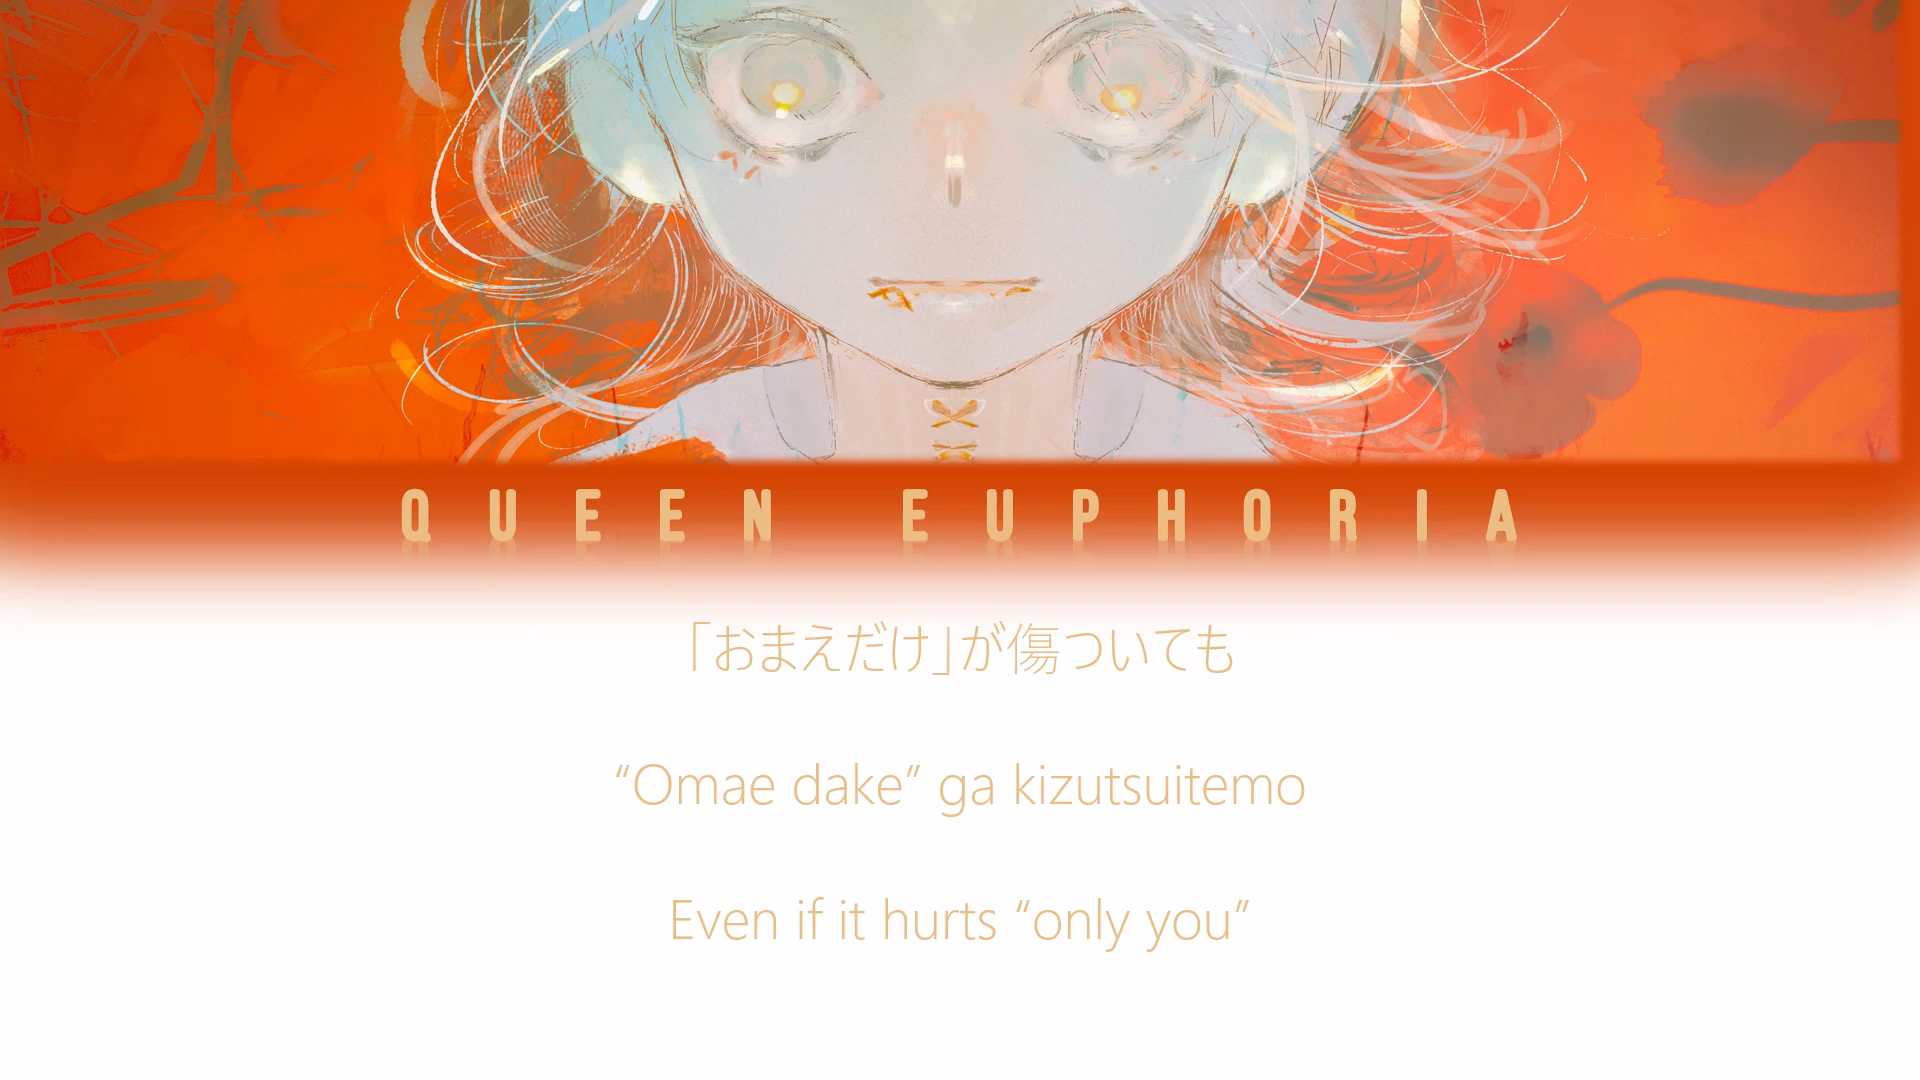 QUEEN EUPHORIA
「おまえだけ」が傷ついても
“Omae dake” ga kizutsuitemo
Even if it hurts “only you”